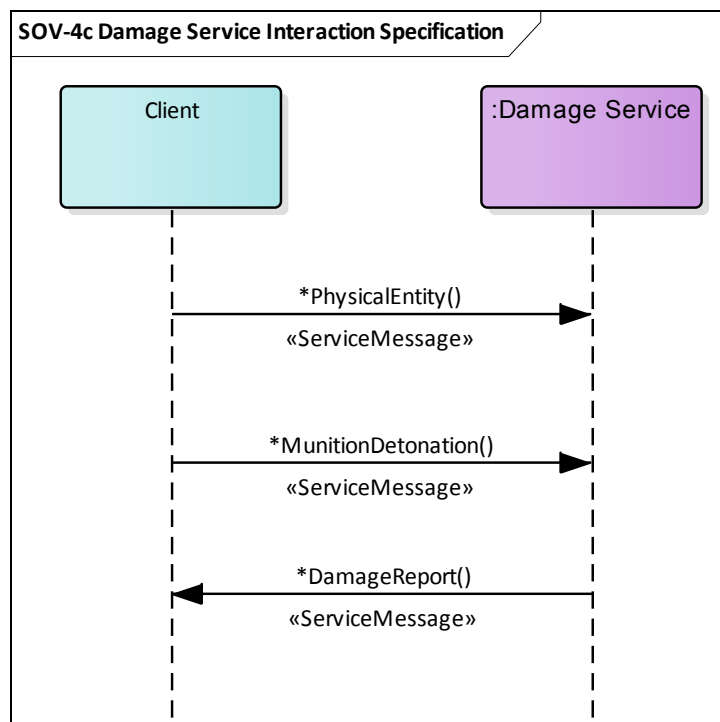 SOV-4c Damage Service Interaction Specification
Client
:Damage Service
*PhysicalEntity()
«ServiceMessage»
*MunitionDetonation()
«ServiceMessage»
*DamageReport()
«ServiceMessage»